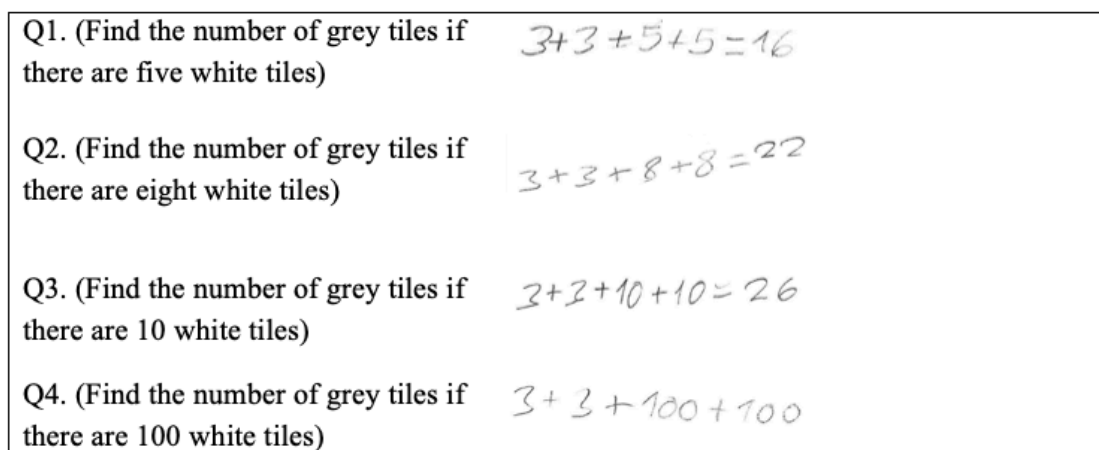 Q1. (Find the number of grey tiles if
there are five white tiles)
3+3+5+5=16
Q2. (Find the number of grey tiles if
there are eight white tiles)
3+3+8+8=22
Q3. (Find the number of grey tiles if
there are 10 white tiles)
3+3+10+10=26
Q4. (Find the number of grey tiles if
there are 100 white tiles)
3+3+100+100